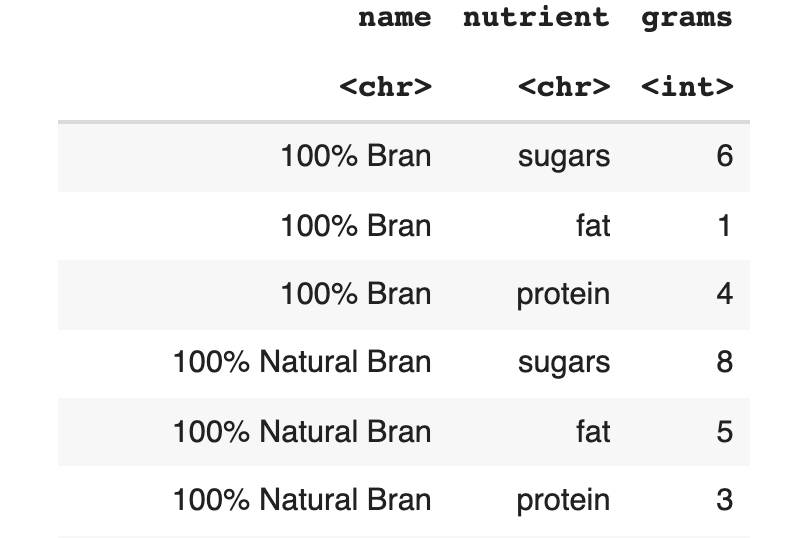 name nutrient grams
<chr> <chr> <int>
100% Bran sugars 6
100% Bran fat 1
100% Bran protein 4
100% Natural Bran sugars 8
100% Natural Bran fat 5
100% Natural Bran protein 3